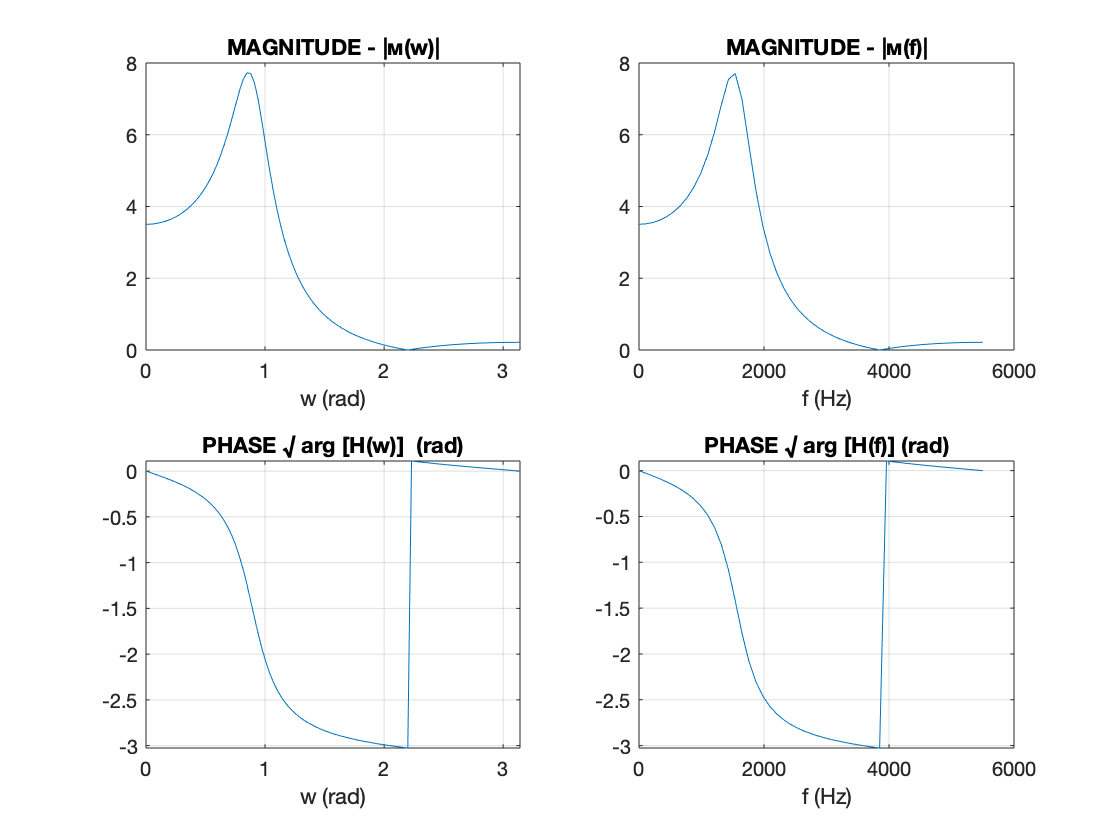 MAGNITUDE - |м(w)|
8
6
4
2
0
0 1 2 3
w (rad)
MAGNITUDE - |м(f)|
8
6
4
2
0
0 2000 4000 6000
f (Hz)
PHASE √ arg [H(w)] (rad)
0
-0.5
-1
-1.5
-2
-2.5
-3
0 1 2 3
w (rad)
PHASE √ arg [H(f)] (rad)
0
-0.5
-1
-1.5
-2
-2.5
-3
0 2000 4000 6000
f (Hz)